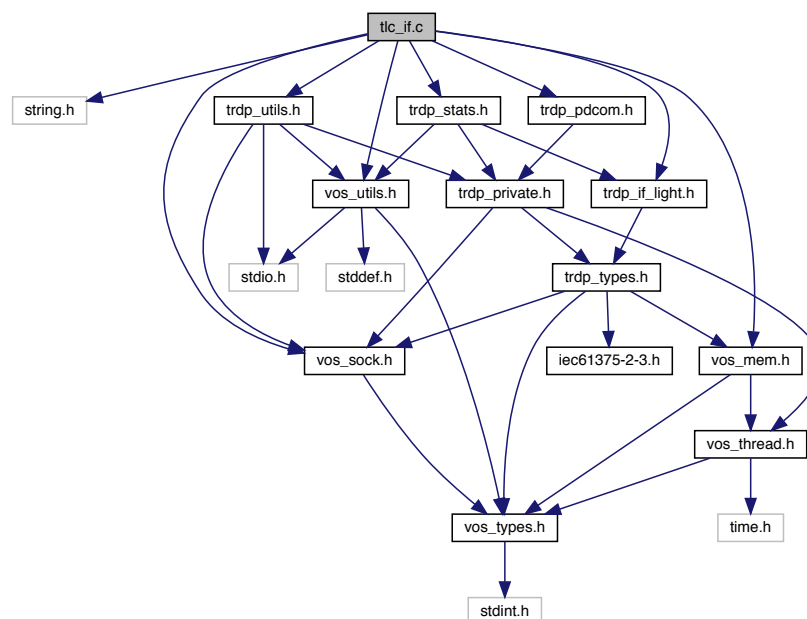 tlc_if.c
string.h
trdp_utils.h
trdp_stats.h
trdp_pdcom.h
vos_utils.h
trdp_private.h
trdp_if_light.h
stdio.h
stddef.h
trdp_types.h
vos_sock.h
iec61375-2-3.h
vos_mem.h
vos_thread.h
vos_types.h
time.h
stdint.h